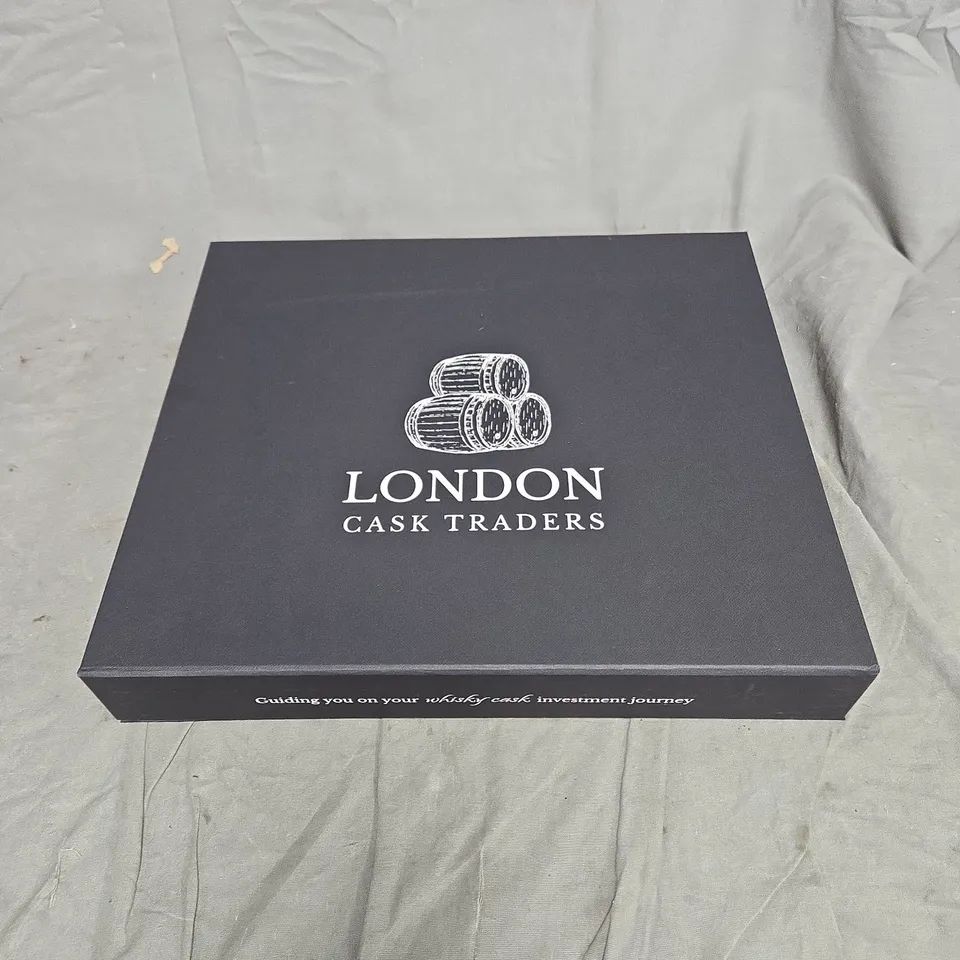 LONDON
CASK TRADERS
Guiding you on your whisky cask investment journey